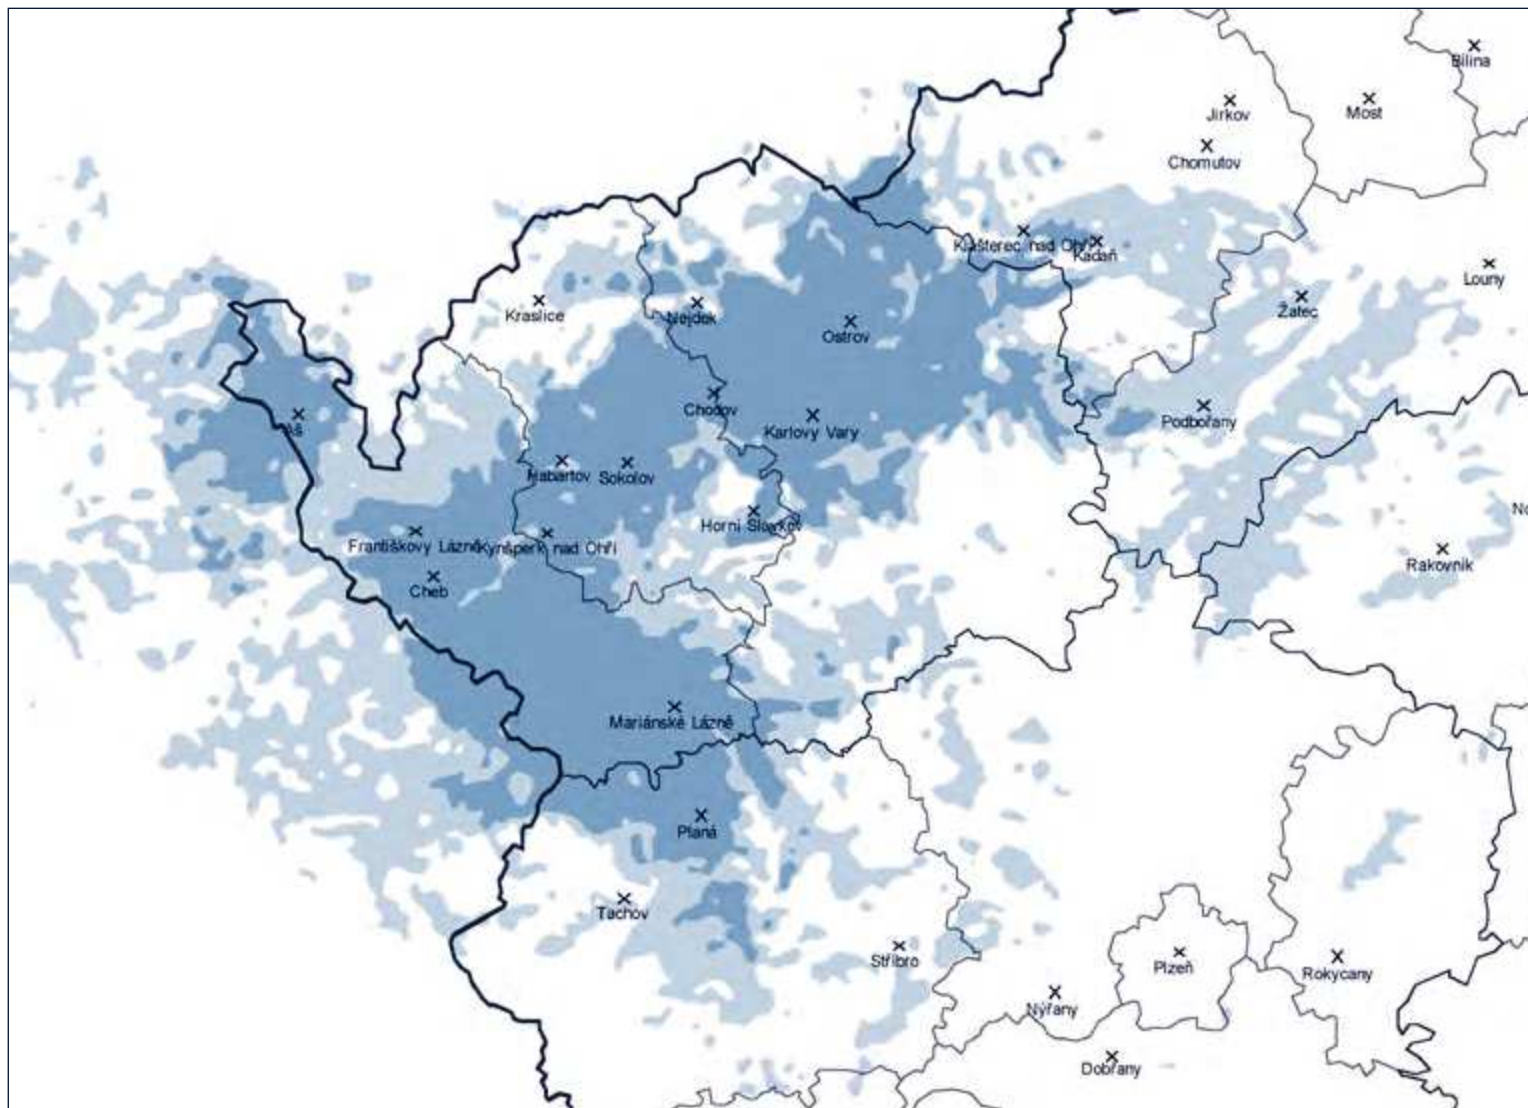 Bílina
Jirkov
Most
Chomutov
Klášterec nad Ohří
Kadaň
Louny
Kraslice
Nejdek
Ostrov
Žatec
Chodov
Podbořany
Aš
Karlovy Vary
Habartov
Sokolov
Horní Slavkov
No
Františkovy Lázně
Kynšperk nad Ohří
Rakovník
Cheb
Mariánské Lázně
Planá
Tachov
Stříbro
Plzeň
Rokycany
Nýřany
Dobřany